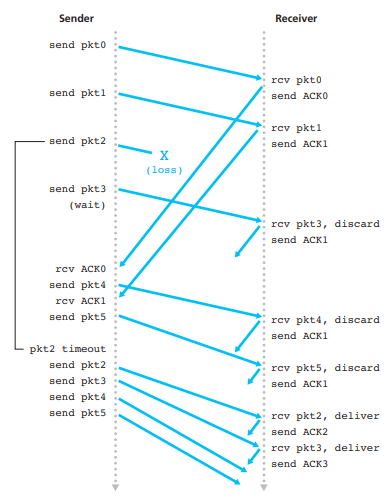 Sender
Receiver
send pkt0
rcv pkt0
send ACK0
send pkt1
rcv pkt1
send ACK1
send pkt2
X
(loss)
send pkt3
(wait)
rcv pkt3, discard
send ACK1
rcv ACK0
send pkt4
rcv ACK1
send pkt5
rcv pkt4, discard
send ACK1
pkt2 timeout
send pkt2
send pkt3
send pkt4
send pkt5
rcv pkt5, discard
send ACK1
rcv pkt2, deliver
send ACK2
rcv pkt3, deliver
send ACK3